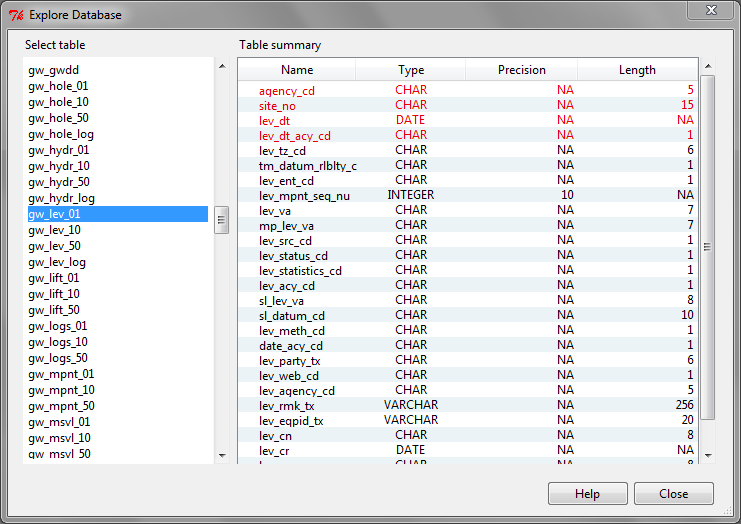 Explore Database
Select table
gw_gwdd
gw_hole_01
gw_hole_10
gw_hole_50
gw_hole_log
gw_hydr_01
gw_hydr_10
gw_hydr_50
gw_hydr_log
gw_lev_01
gw_lev_10
gw_lev_50
gw_lev_log
gw_lift_01
gw_lift_10
gw_lift_50
gw_logs_01
gw_logs_10
gw_logs_50
gw_mpnt_01
gw_mpnt_10
gw_mpnt_50
gw_msvl_01
gw_msvl_10
gw_msvl_50
Table summary
Name Type Precision Length
agency_cd CHAR NA 5
site_no CHAR NA 15
lev_dt DATE NA NA
lev_dt_acy_cd CHAR NA 1
lev_tz_cd CHAR NA 6
tm_datum_rlblty_c CHAR NA 1
lev_ent_cd CHAR NA 1
lev_mpnt_seq_nu INTEGER 10 NA
lev_va CHAR NA 7
mp_lev_va CHAR NA 7
lev_src_cd CHAR NA 1
lev_status_cd CHAR NA 1
lev_statistics_cd CHAR NA 1
lev_acy_cd CHAR NA 1
sl_lev_va CHAR NA 8
sl_datum_cd CHAR NA 10
lev_meth_cd CHAR NA 1
date_acy_cd CHAR NA 1
lev_party_tx CHAR NA 6
lev_web_cd CHAR NA 1
lev_agency_cd CHAR NA 5
lev_rmk_tx VARCHAR NA 256
lev_eqpid_tx VARCHAR NA 20
lev_cn CHAR NA 8
lev_cr DATE NA NA
CHAR NA 8
Help Close